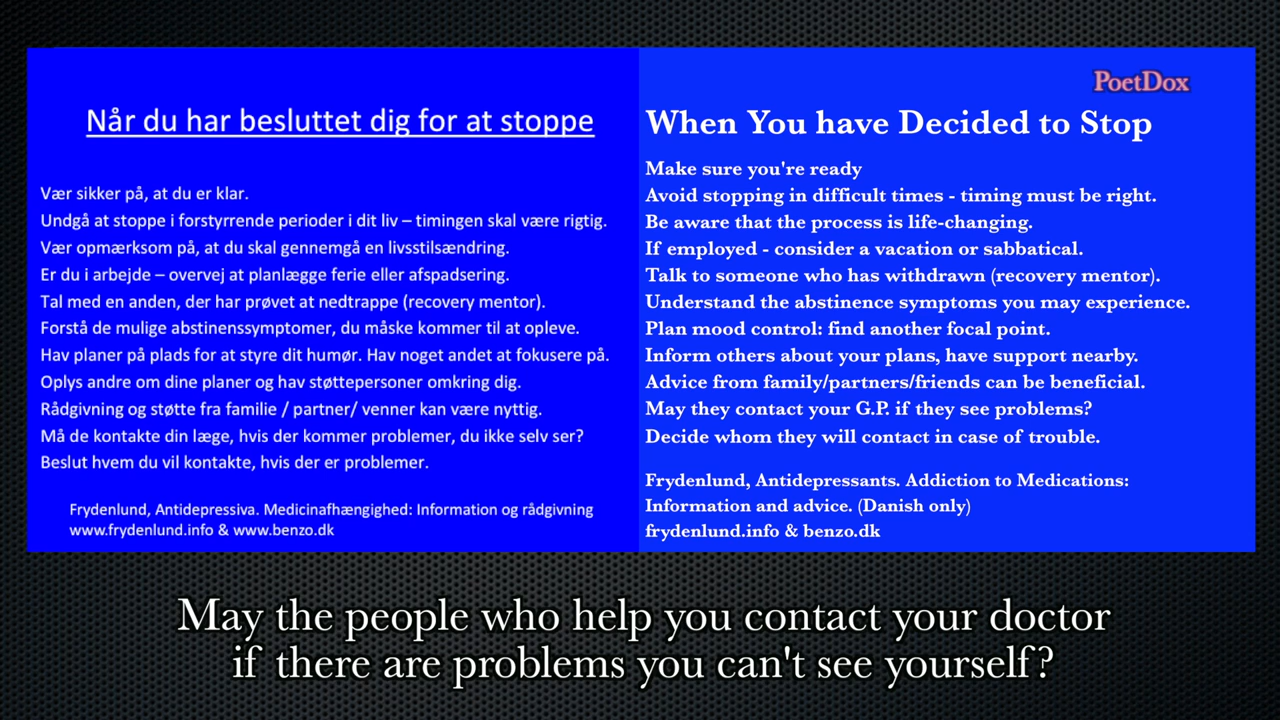 Når du har besluttet dig for at stoppe
Vær sikker på, at du er klar.
Undgå at stoppe i forstyrrende perioder i dit liv – timingen skal være rigtig.
Vær opmærksom på, at du skal gennemgå en livsstilsændring.
Er du i arbejde – overvej at planlægge ferie eller afspadsering.
Tal med en anden, der har prøvet at nedtrappe (recovery mentor).
Forstå de mulige abstinenssymptomer, du måske kommer til at opleve.
Hav planer på plads for at styre dit humør. Hav noget andet at fokusere på.
Oplys andre om dine planer og hav støttepersoner omkring dig.
Rådgivning og støtte fra familie / partner/ venner kan være nyttig.
Må de kontakte din læge, hvis der kommer problemer, du ikke selv ser?
Beslut hvem du vil kontakte, hvis der er problemer.
Frydenlund, Antidepressiva. Medicinafhængighed: Information og rådgivning
www.frydenlund.info & www.benzo.dk
PoetDox
When You have Decided to Stop
Make sure you're ready
Avoid stopping in difficult times - timing must be right.
Be aware that the process is life-changing.
If employed - consider a vacation or sabbatical.
Talk to someone who has withdrawn (recovery mentor).
Understand the abstinence symptoms you may experience.
Plan mood control: find another focal point.
Inform others about your plans, have support nearby.
Advice from family/partners/friends can be beneficial.
May they contact your G.P. if they see problems?
Decide whom they will contact in case of trouble.
Frydenlund, Antidepressants. Addiction to Medications:
Information and advice. (Danish only)
frydenlund.info & benzo.dk
May the people who help you contact your doctor
if there are problems you can't see yourself?